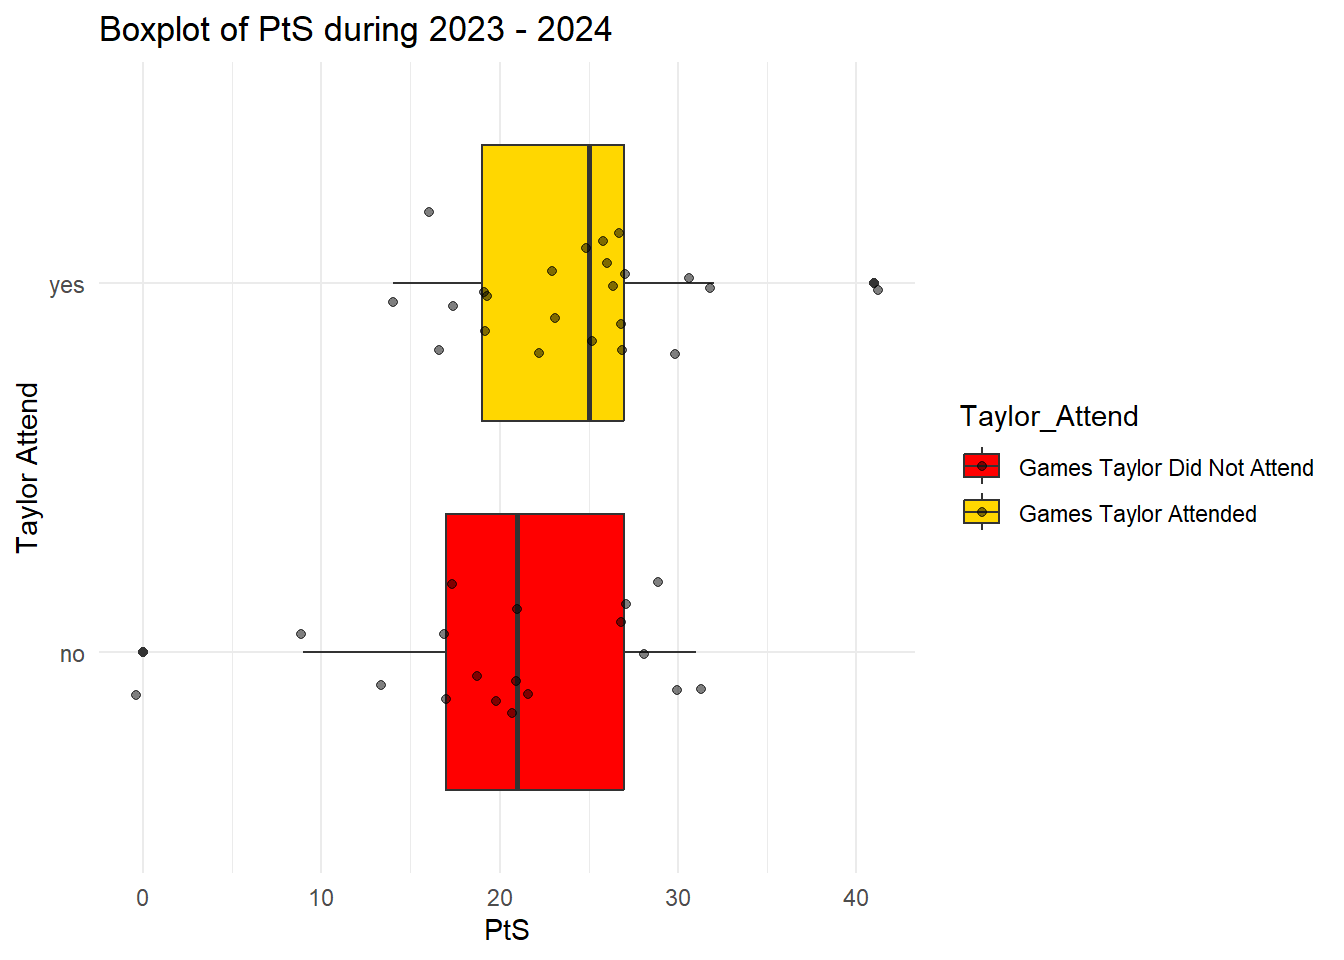 Boxplot of PtS during 2023 - 2024
Taylor Attend
yes
no
0 10 20 30 40
PtS
Taylor_Attend
Games Taylor Did Not Attend
Games Taylor Attended